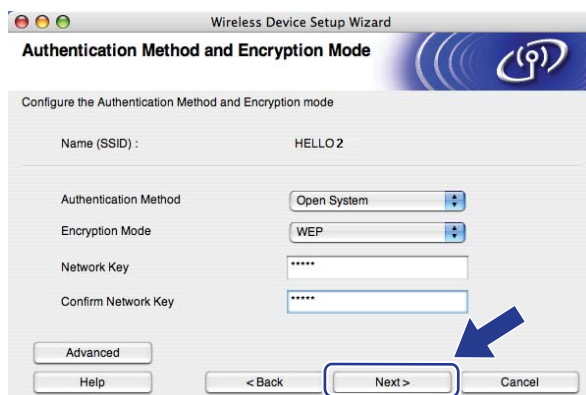 Wireless Device Setup Wizard
Authentication Method and Encryption Mode
Configure the Authentication Method and Encryption mode
Name (SSID) : HELLO2
Authentication Method Open System
Encryption Mode WEP
Network Key *****
Confirm Network Key *****
Advanced
Help < Back Next > Cancel